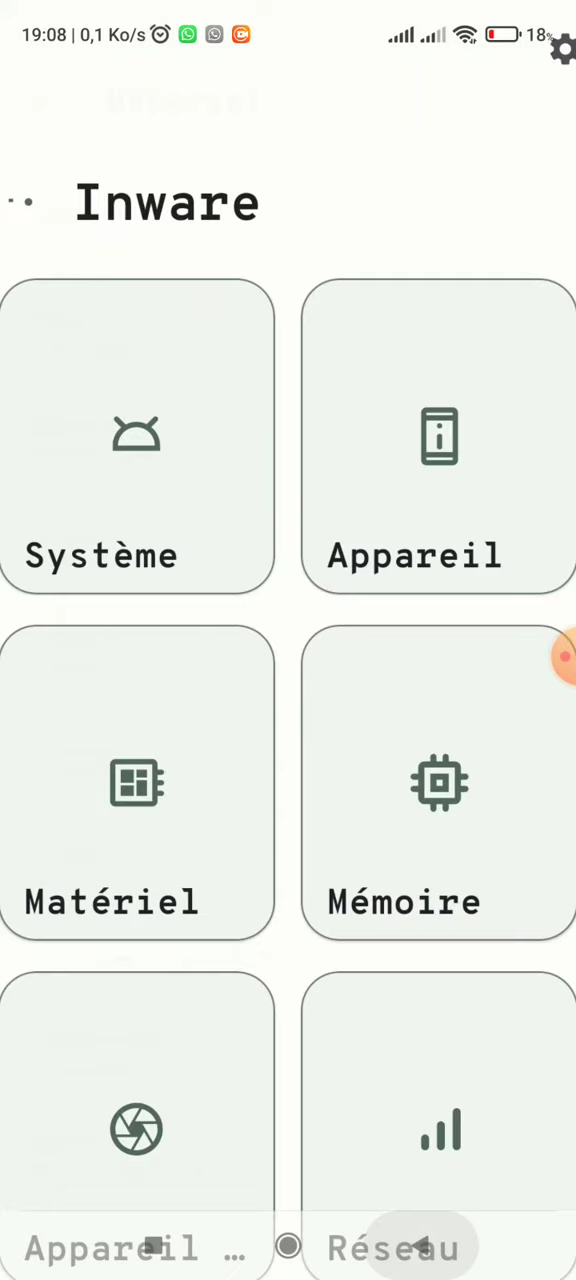 19:08 | 0,1 Ko/s 18%
Inware
Système Appareil
Matériel Mémoire
Appareil ... Réseau